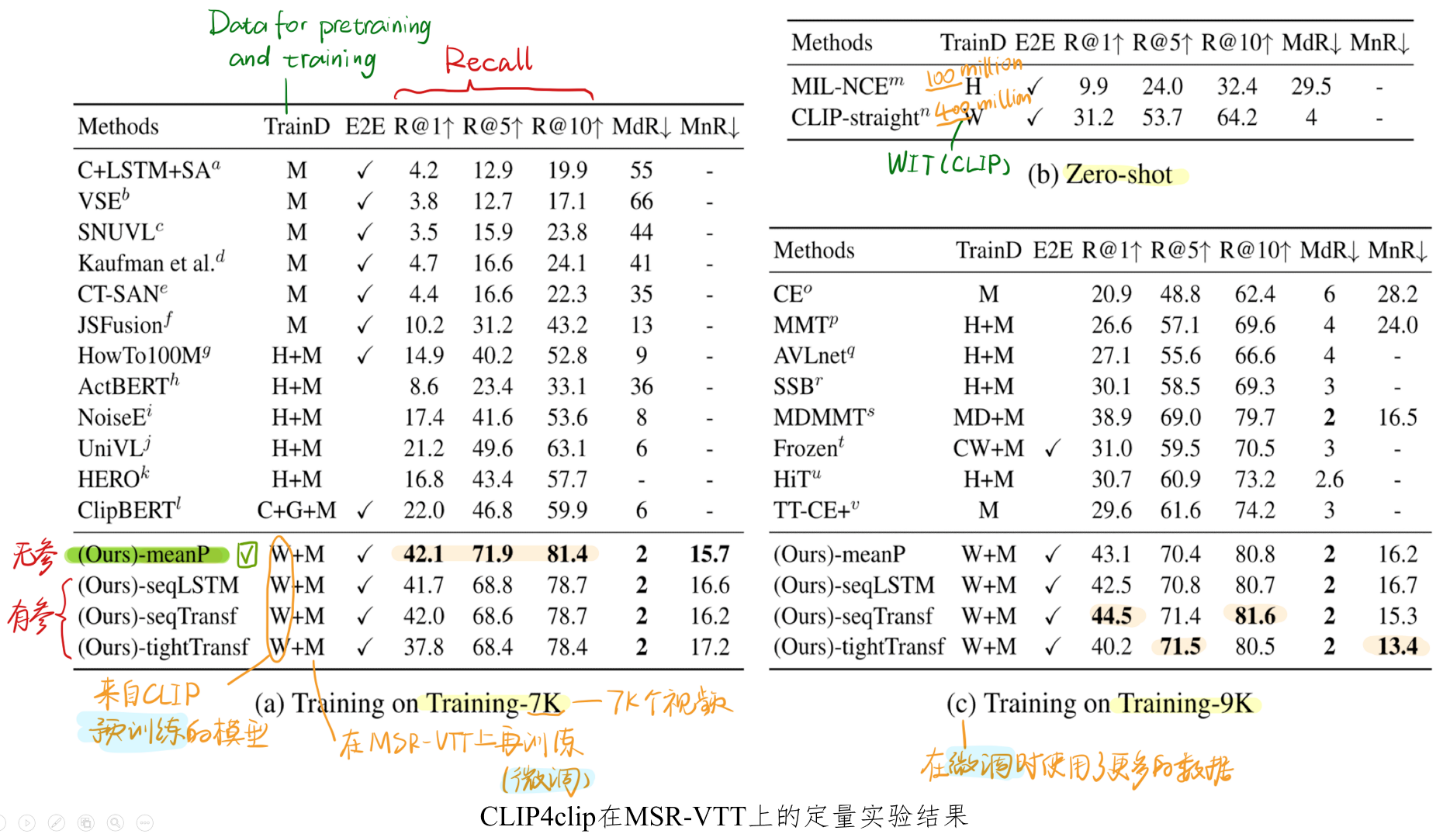 Data for pretraining
and training
Recall
Methods TrainD E2E R@1↑ R@5↑ R@10↑ MdR↓ MnR↓
C+LSTM+SAᵃ M ✓ 4.2 12.9 19.9 55 -
VSEᵇ M ✓ 3.8 12.7 17.1 66 -
SNUVLᶜ M ✓ 3.5 15.9 23.8 44 -
Kaufman et al.ᵈ M ✓ 4.7 16.6 24.1 41 -
CT-SANᵉ M ✓ 4.4 16.6 22.3 35 -
JSFusionᶠ M ✓ 10.2 31.2 43.2 13 -
HowTo100Mᵍ H+M ✓ 14.9 40.2 52.8 9 -
ActBERTʰ H+M 8.6 23.4 33.1 36 -
NoiseEⁱ H+M 17.4 41.6 53.6 8 -
UniVLʲ H+M 21.2 49.6 63.1 6 -
HEROᵏ H+M 16.8 43.4 57.7 - -
ClipBERTˡ C+G+M ✓ 22.0 46.8 59.9 6 -
无参 (Ours)-meanP ✓ W+M ✓ 42.1 71.9 81.4 2 15.7
(Ours)-seqLSTM W+M ✓ 41.7 68.8 78.7 2 16.6
有参 (Ours)-seqTransf W+M ✓ 42.0 68.6 78.7 2 16.2
(Ours)-tightTransf W+M ✓ 37.8 68.4 78.4 2 17.2
(a) Training on Training-7K
7K个视频
来自CLIP
预训练的模型
在MSR-VTT上再训练
(微调)
Methods TrainD E2E R@1↑ R@5↑ R@10↑ MdR↓ MnR↓
100 million
MIL-NCEᵐ H ✓ 9.9 24.0 32.4 29.5 -
400 million
CLIP-straightⁿ W ✓ 31.2 53.7 64.2 4 -
WIT(CLIP)
(b) Zero-shot
Methods TrainD E2E R@1↑ R@5↑ R@10↑ MdR↓ MnR↓
CEᵒ M 20.9 48.8 62.4 6 28.2
MMTᵖ H+M 26.6 57.1 69.6 4 24.0
AVLnet^q H+M 27.1 55.6 66.6 4 -
SSBʳ H+M 30.1 58.5 69.3 3 -
MDMMTˢ MD+M 38.9 69.0 79.7 2 16.5
Frozenᵗ CW+M ✓ 31.0 59.5 70.5 3 -
HiTᵘ H+M 30.7 60.9 73.2 2.6 -
TT-CE+ᵛ M 29.6 61.6 74.2 3 -
(Ours)-meanP W+M ✓ 43.1 70.4 80.8 2 16.2
(Ours)-seqLSTM W+M ✓ 42.5 70.8 80.7 2 16.7
(Ours)-seqTransf W+M ✓ 44.5 71.4 81.6 2 15.3
(Ours)-tightTransf W+M ✓ 40.2 71.5 80.5 2 13.4
(c) Training on Training-9K
在微调时使用了更多的数据
CLIP4clip在MSR-VTT上的定量实验结果